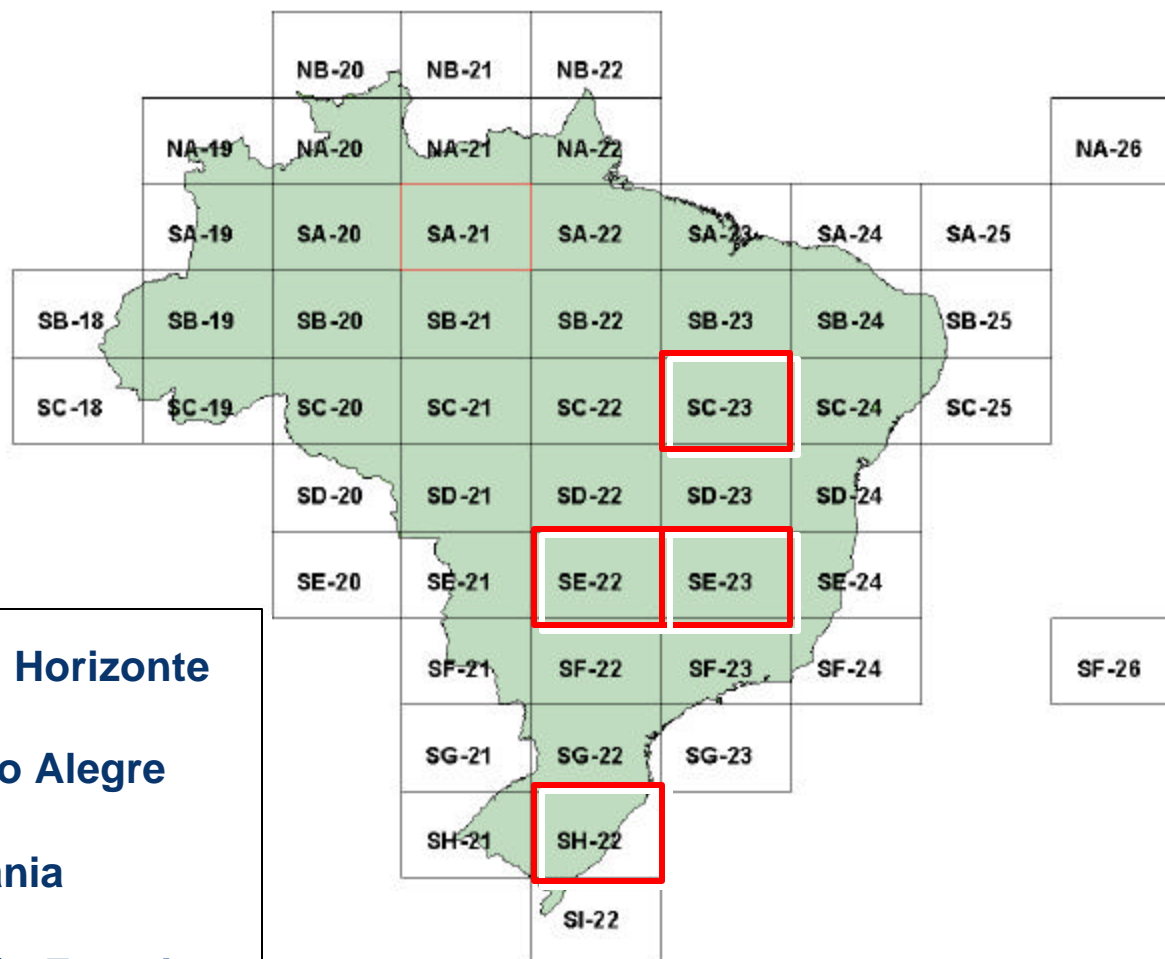 NB-20 NB-21 NB-22
NA-19 NA-20 NA-21 NA-22 NA-26
SA-19 SA-20 SA-21 SA-22 SA-23 SA-24 SA-25
SB-18 SB-19 SB-20 SB-21 SB-22 SB-23 SB-24 SB-25
SC-18 SC-19 SC-20 SC-21 SC-22 SC-23 SC-24 SC-25
SD-20 SD-21 SD-22 SD-23 SD-24
SE-20 SE-21 SE-22 SE-23 SE-24
SF-21 SF-22 SF-23 SF-24 SF-26
SG-21 SG-22 SG-23
SH-21 SH-22
SI-22
Horizonte
o Alegre
ania